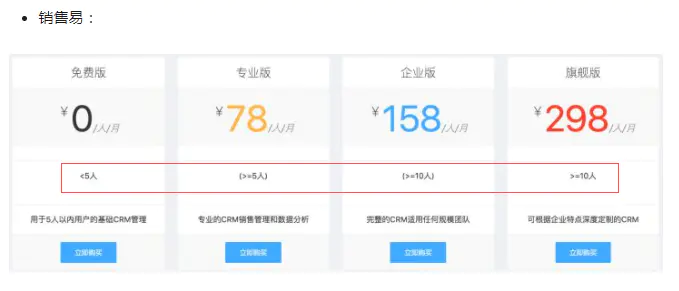 销售易：
免费版 专业版 企业版 旗舰版
¥0/人/月 ¥78/人/月 ¥158/人/月 ¥298/人/月
<5人 (>=5人) (>=10人) >=10人
用于5人以内用户的基础CRM管理 专业的CRM销售管理和数据分析 完整的CRM适用任何规模团队 可根据企业特点深度定制的CRM
立即购买 立即购买 立即购买 立即购买